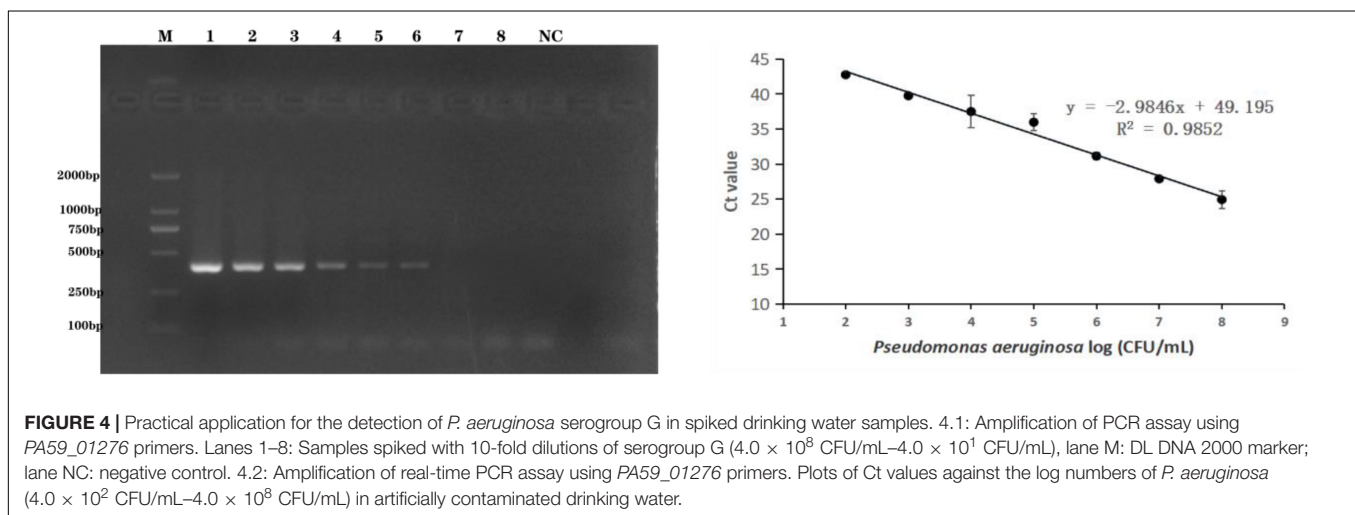 M 1 2 3 4 5 6 7 8 NC
2000bp
1000bp
750bp
500bp
250bp
100bp
45
40
35
30
25
20
15
10
Ct value
y = -2.9846x + 49.195
R² = 0.9852
1 2 3 4 5 6 7 8 9
Pseudomonas aeruginosa log (CFU/mL)
FIGURE 4 | Practical application for the detection of P. aeruginosa serogroup G in spiked drinking water samples. 4.1: Amplification of PCR assay using
PA59_01276 primers. Lanes 1–8: Samples spiked with 10-fold dilutions of serogroup G (4.0 × 10⁸ CFU/mL–4.0 × 10¹ CFU/mL), lane M: DL DNA 2000 marker;
lane NC: negative control. 4.2: Amplification of real-time PCR assay using PA59_01276 primers. Plots of Ct values against the log numbers of P. aeruginosa
(4.0 × 10² CFU/mL–4.0 × 10⁸ CFU/mL) in artificially contaminated drinking water.